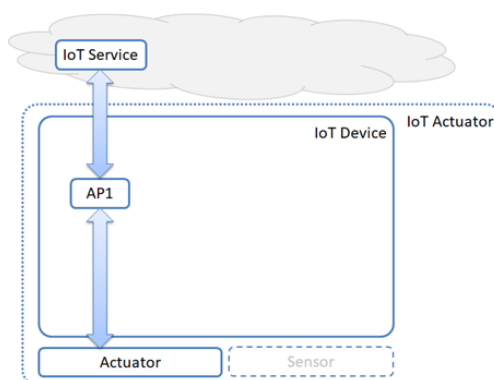 IoT Service
IoT Actuator
IoT Device
AP1
Actuator
Sensor